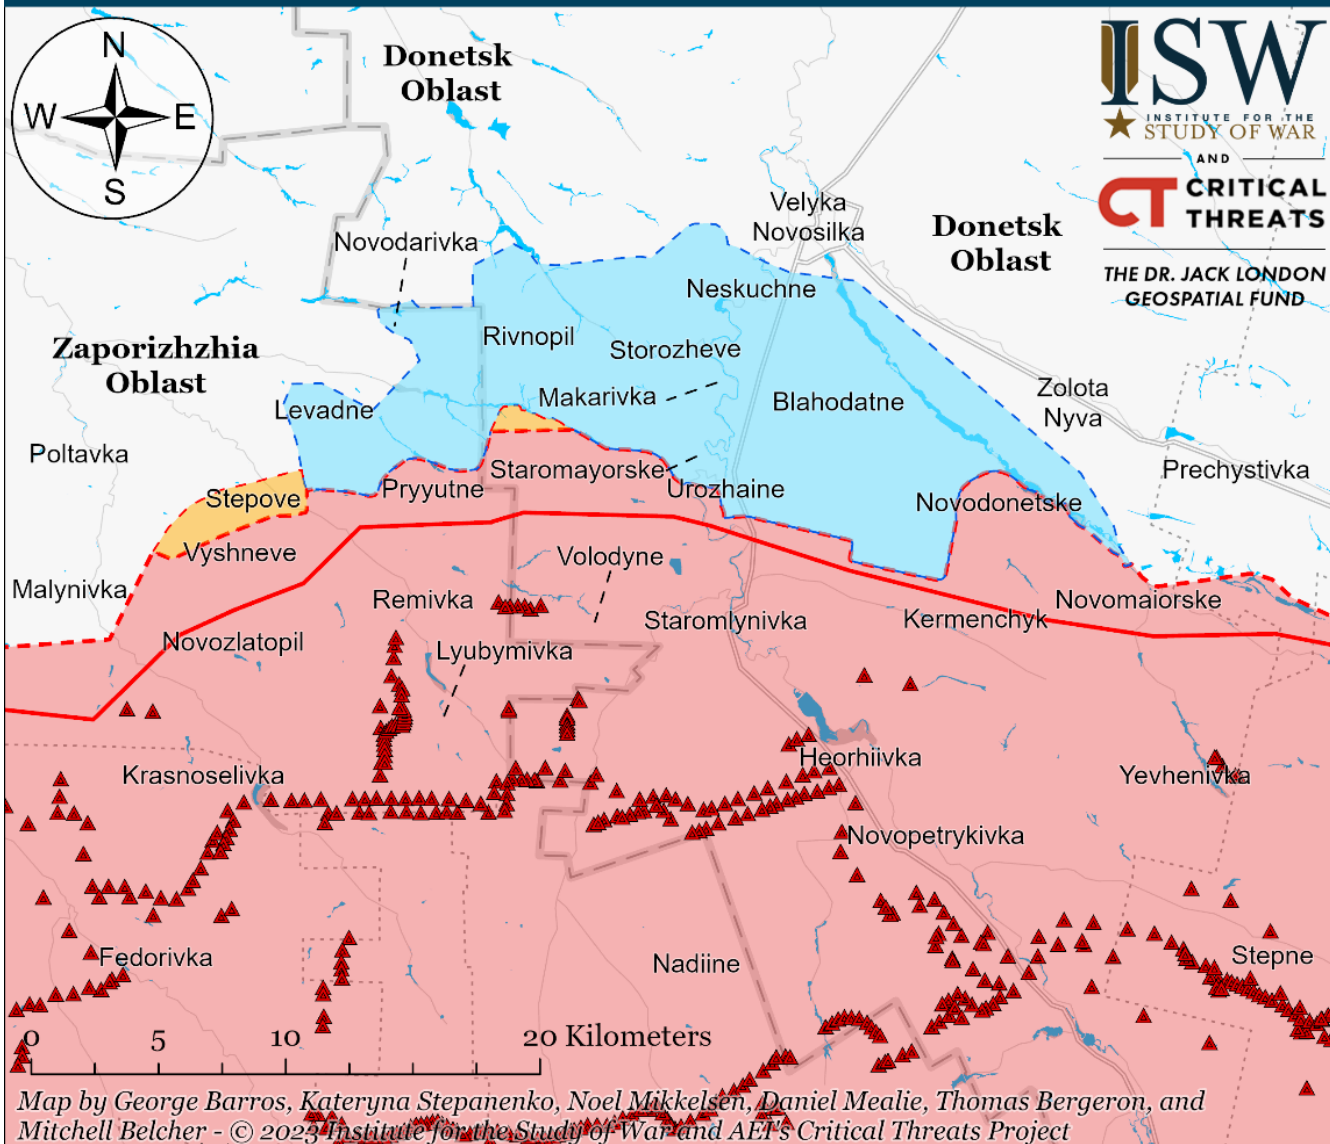 N
W
E
S
Donetsk
Oblast
ISW
INSTITUTE FOR THE
STUDY OF WAR
AND
CT CRITICAL
THREATS
THE DR. JACK LONDON
GEOSPATIAL FUND
Velyka
Novosilka
Donetsk
Oblast
Novodarivka
Neskuchne
Rivnopil
Storozheve
Zaporizhzhia
Oblast
Makarivka
Blahodatne
Zolota
Nyva
Levadne
Poltavka
Staromayorske
Prechystivka
Pryyutne
Urozhaine
Stepove
Novodonetske
Vyshneve
Volodyne
Malynivka
Remivka
Novomaiorske
Staromlynivka
Kermenchyk
Novozlatopil
Lyubymivka
Heorhiivka
Krasnoselivka
Yevhenivka
Novopetrykivka
Fedorivka
Nadiine
Stepne
0
5
10
20 Kilometers
Map by George Barros, Kateryna Stepanenko, Noel Mikkelsen, Daniel Mealie, Thomas Bergeron, and
Mitchell Belcher - © 2023 Institute for the Study of War and AEI's Critical Threats Project